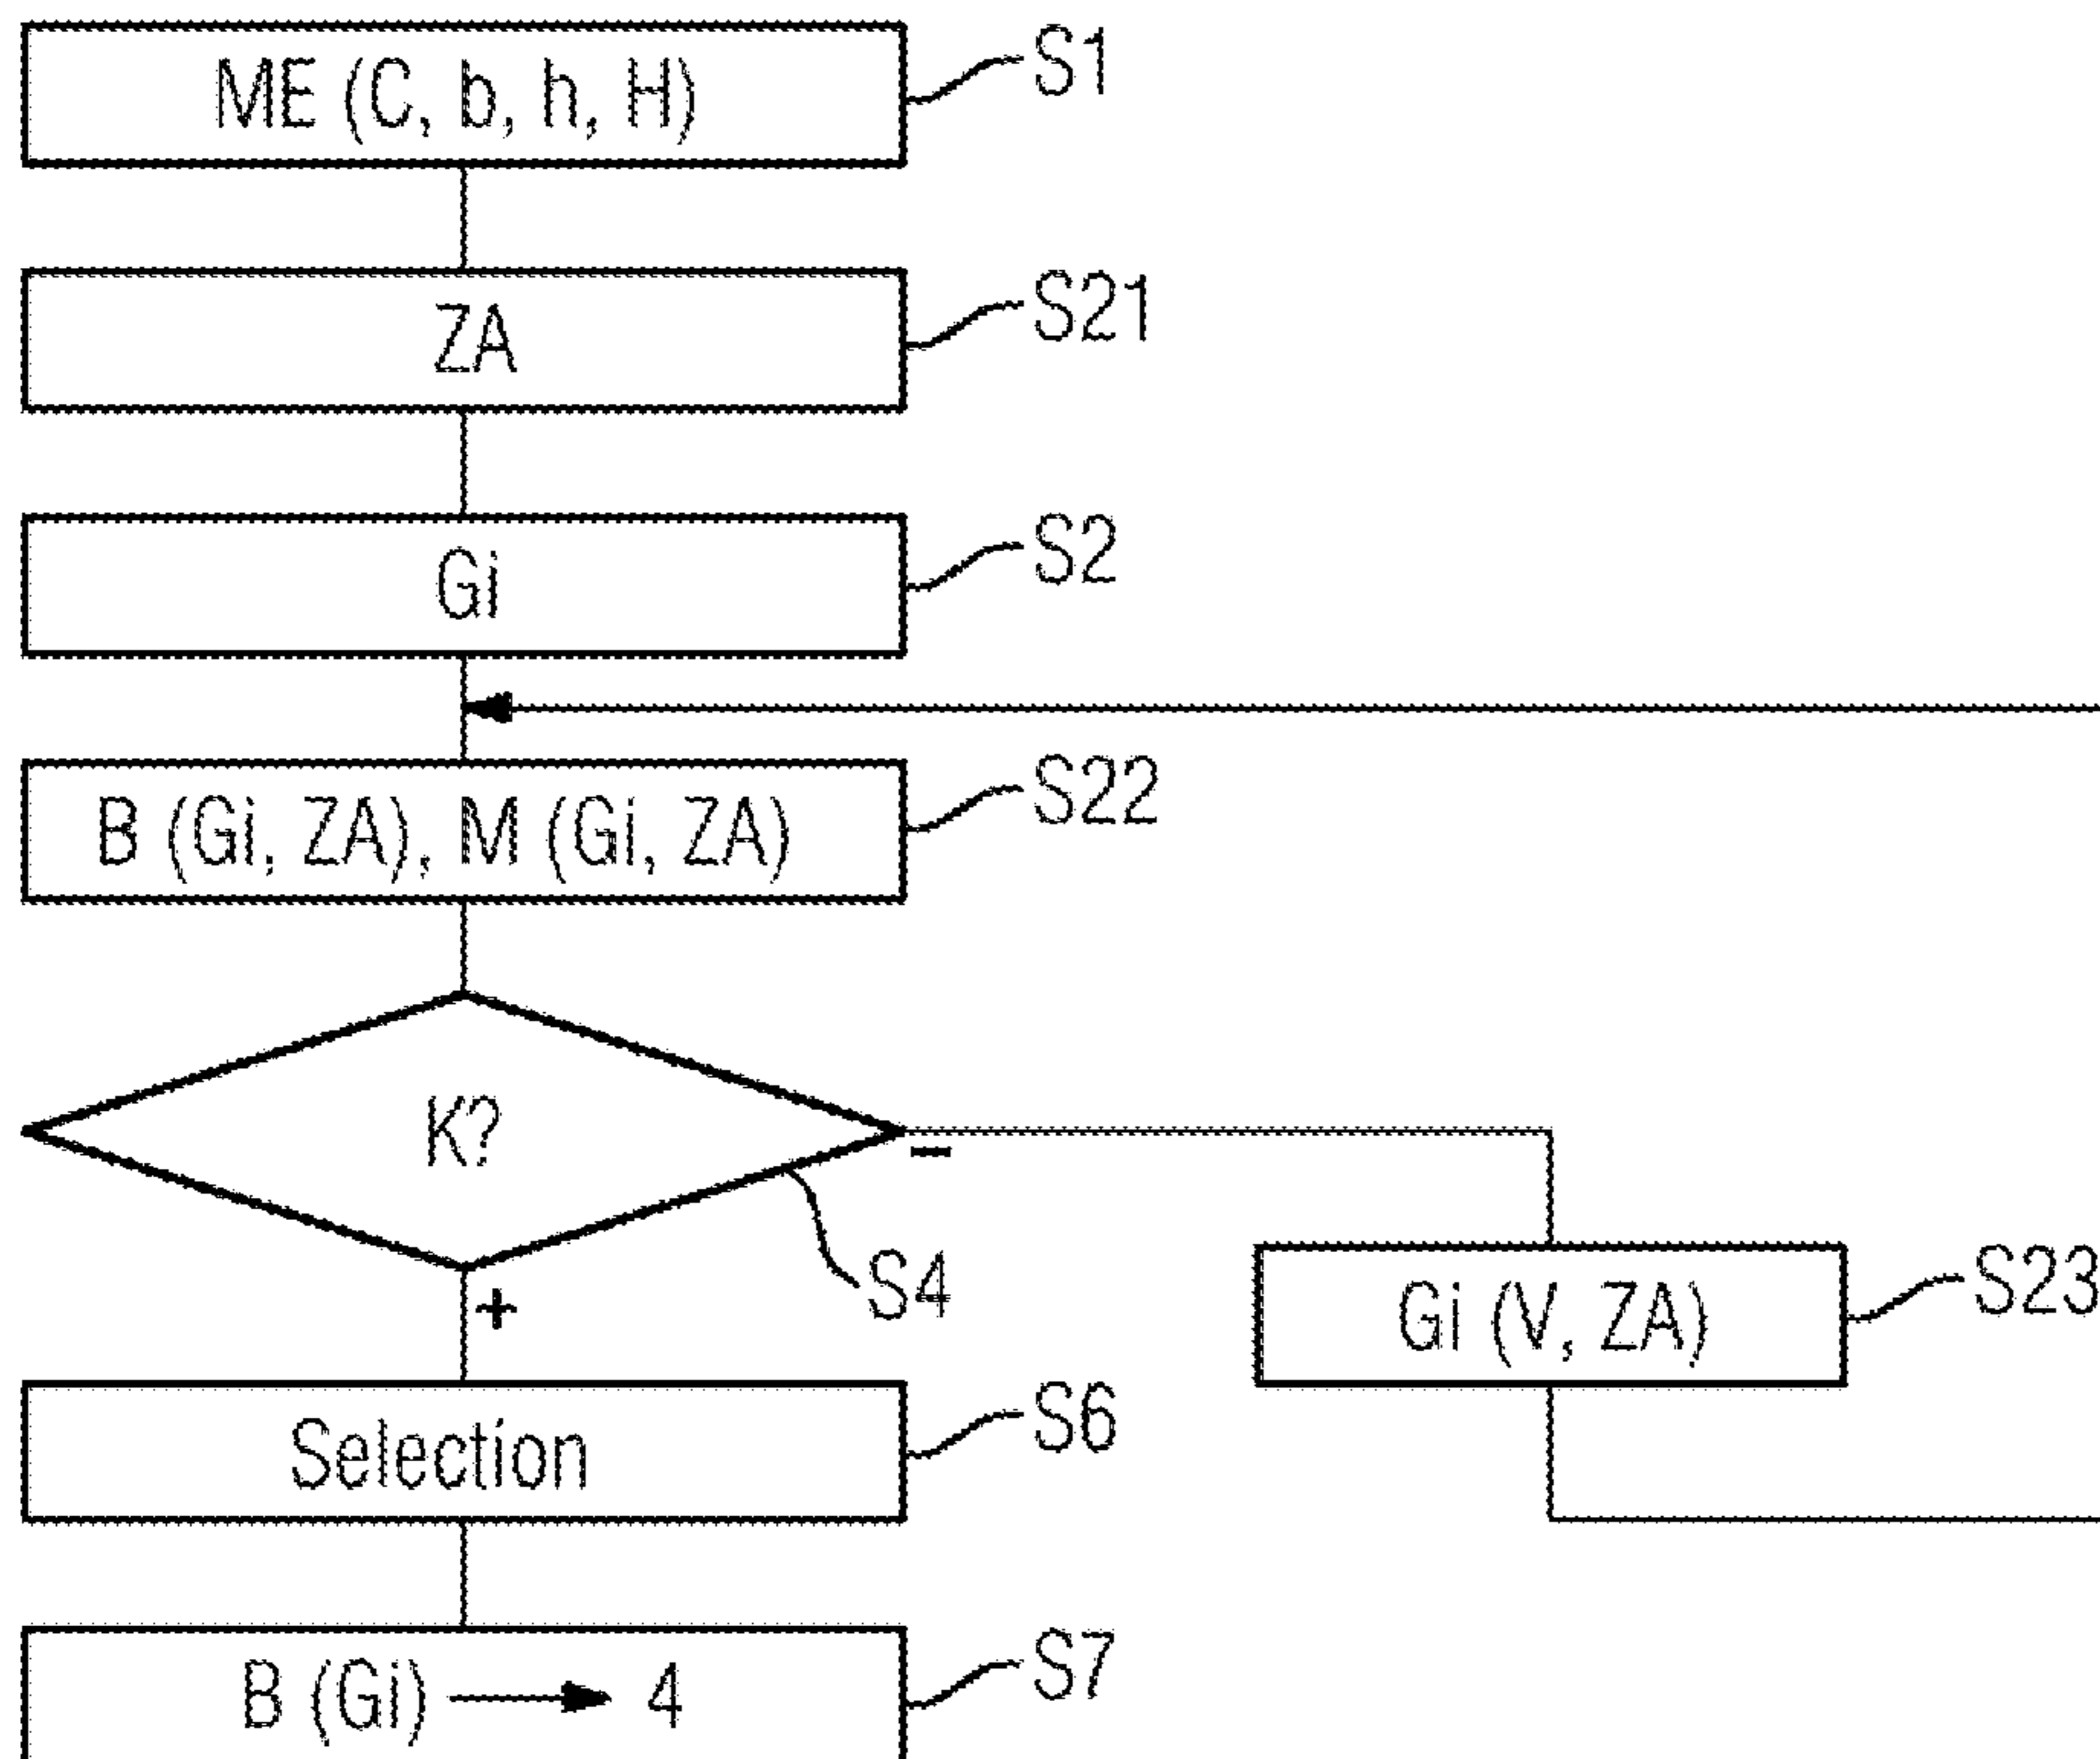 ME (C, b, h, H)
S1
ZA
S21
Gi
S2
B (Gi, ZA), M (Gi, ZA)
S22
K?
-
S4
+
Gi (V, ZA)
S23
Selection
S6
B (Gi) → 4
S7